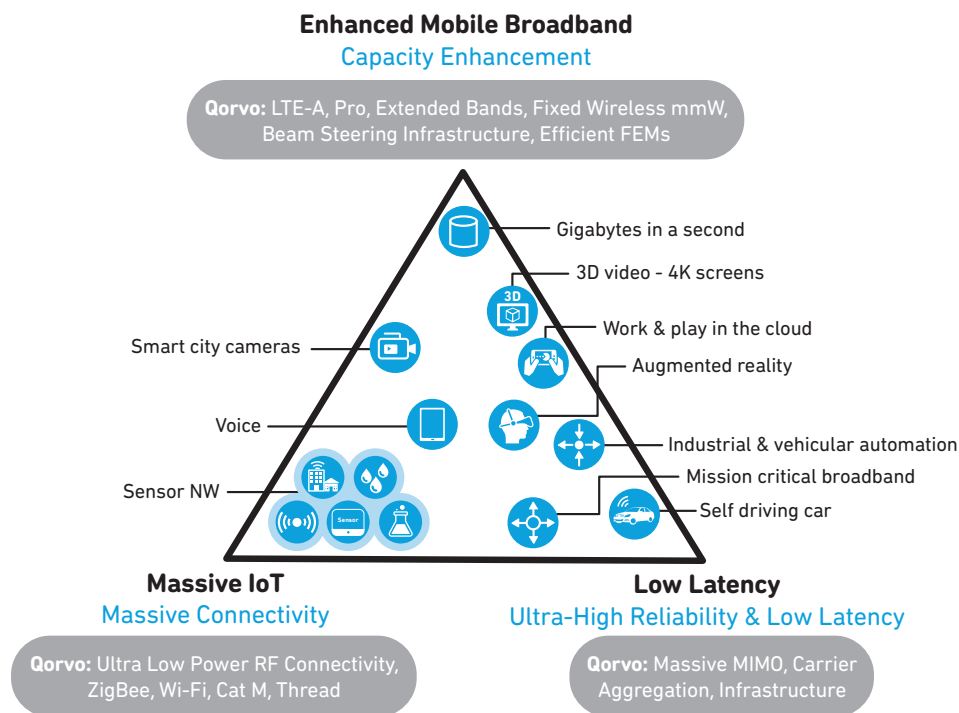 Enhanced Mobile Broadband
Capacity Enhancement
Qorvo: LTE-A, Pro, Extended Bands, Fixed Wireless mmW,
Beam Steering Infrastructure, Efficient FEMs
Gigabytes in a second
3D video - 4K screens
3D
Work & play in the cloud
Smart city cameras
Augmented reality
Voice
Industrial & vehicular automation
Mission critical broadband
Sensor NW
Self driving car
Sensor
Massive IoT
Massive Connectivity
Qorvo: Ultra Low Power RF Connectivity,
ZigBee, Wi-Fi, Cat M, Thread
Low Latency
Ultra-High Reliability & Low Latency
Qorvo: Massive MIMO, Carrier
Aggregation, Infrastructure